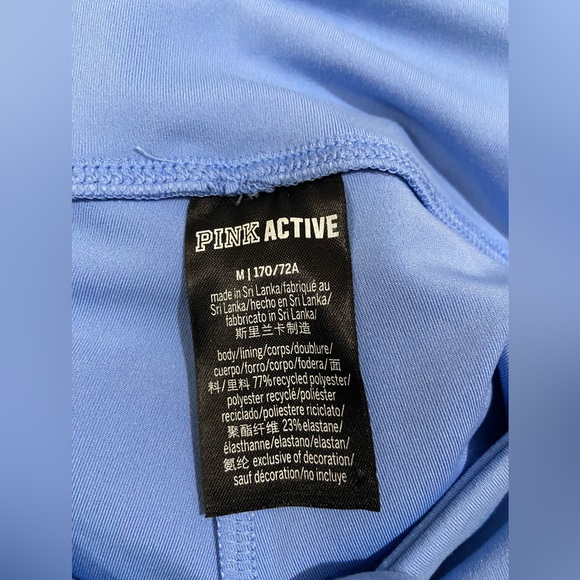 PINK ACTIVE
M | 170/72A
made in Sri Lanka/fabriqué au
Sri Lanka/hecho en Sri Lanka/
fabbricato in Sri Lanka/
斯里兰卡制造
body/lining/corps/doublure/
cuerpo/forro/corpo/fodera/面
料/里料 77% recycled polyester/
polyester recyclé/poliéster
reciclado/poliestere riciclato/
聚酯纤维 23% elastane/
élasthanne/elastano/elastan/
氨纶 exclusive of decoration/
sauf décoration/no incluye